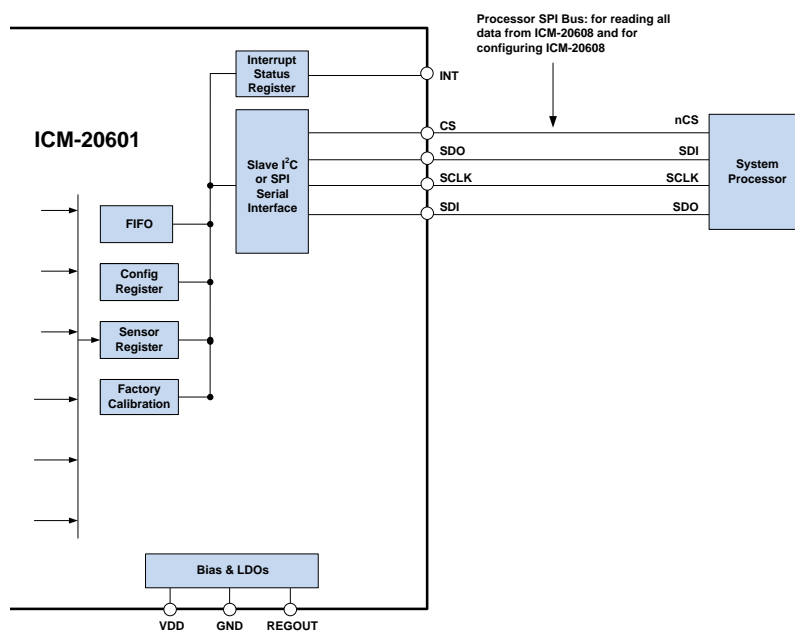 Processor SPI Bus: for reading all
data from ICM-20608 and for
configuring ICM-20608
Interrupt
Status
Register
INT
ICM-20601
CS
nCS
SDO
SDI
SCLK
SCLK
SDI
SDO
Slave I²C
or SPI
Serial
Interface
System
Processor
FIFO
Config
Register
Sensor
Register
Factory
Calibration
Bias & LDOs
VDD
GND
REGOUT